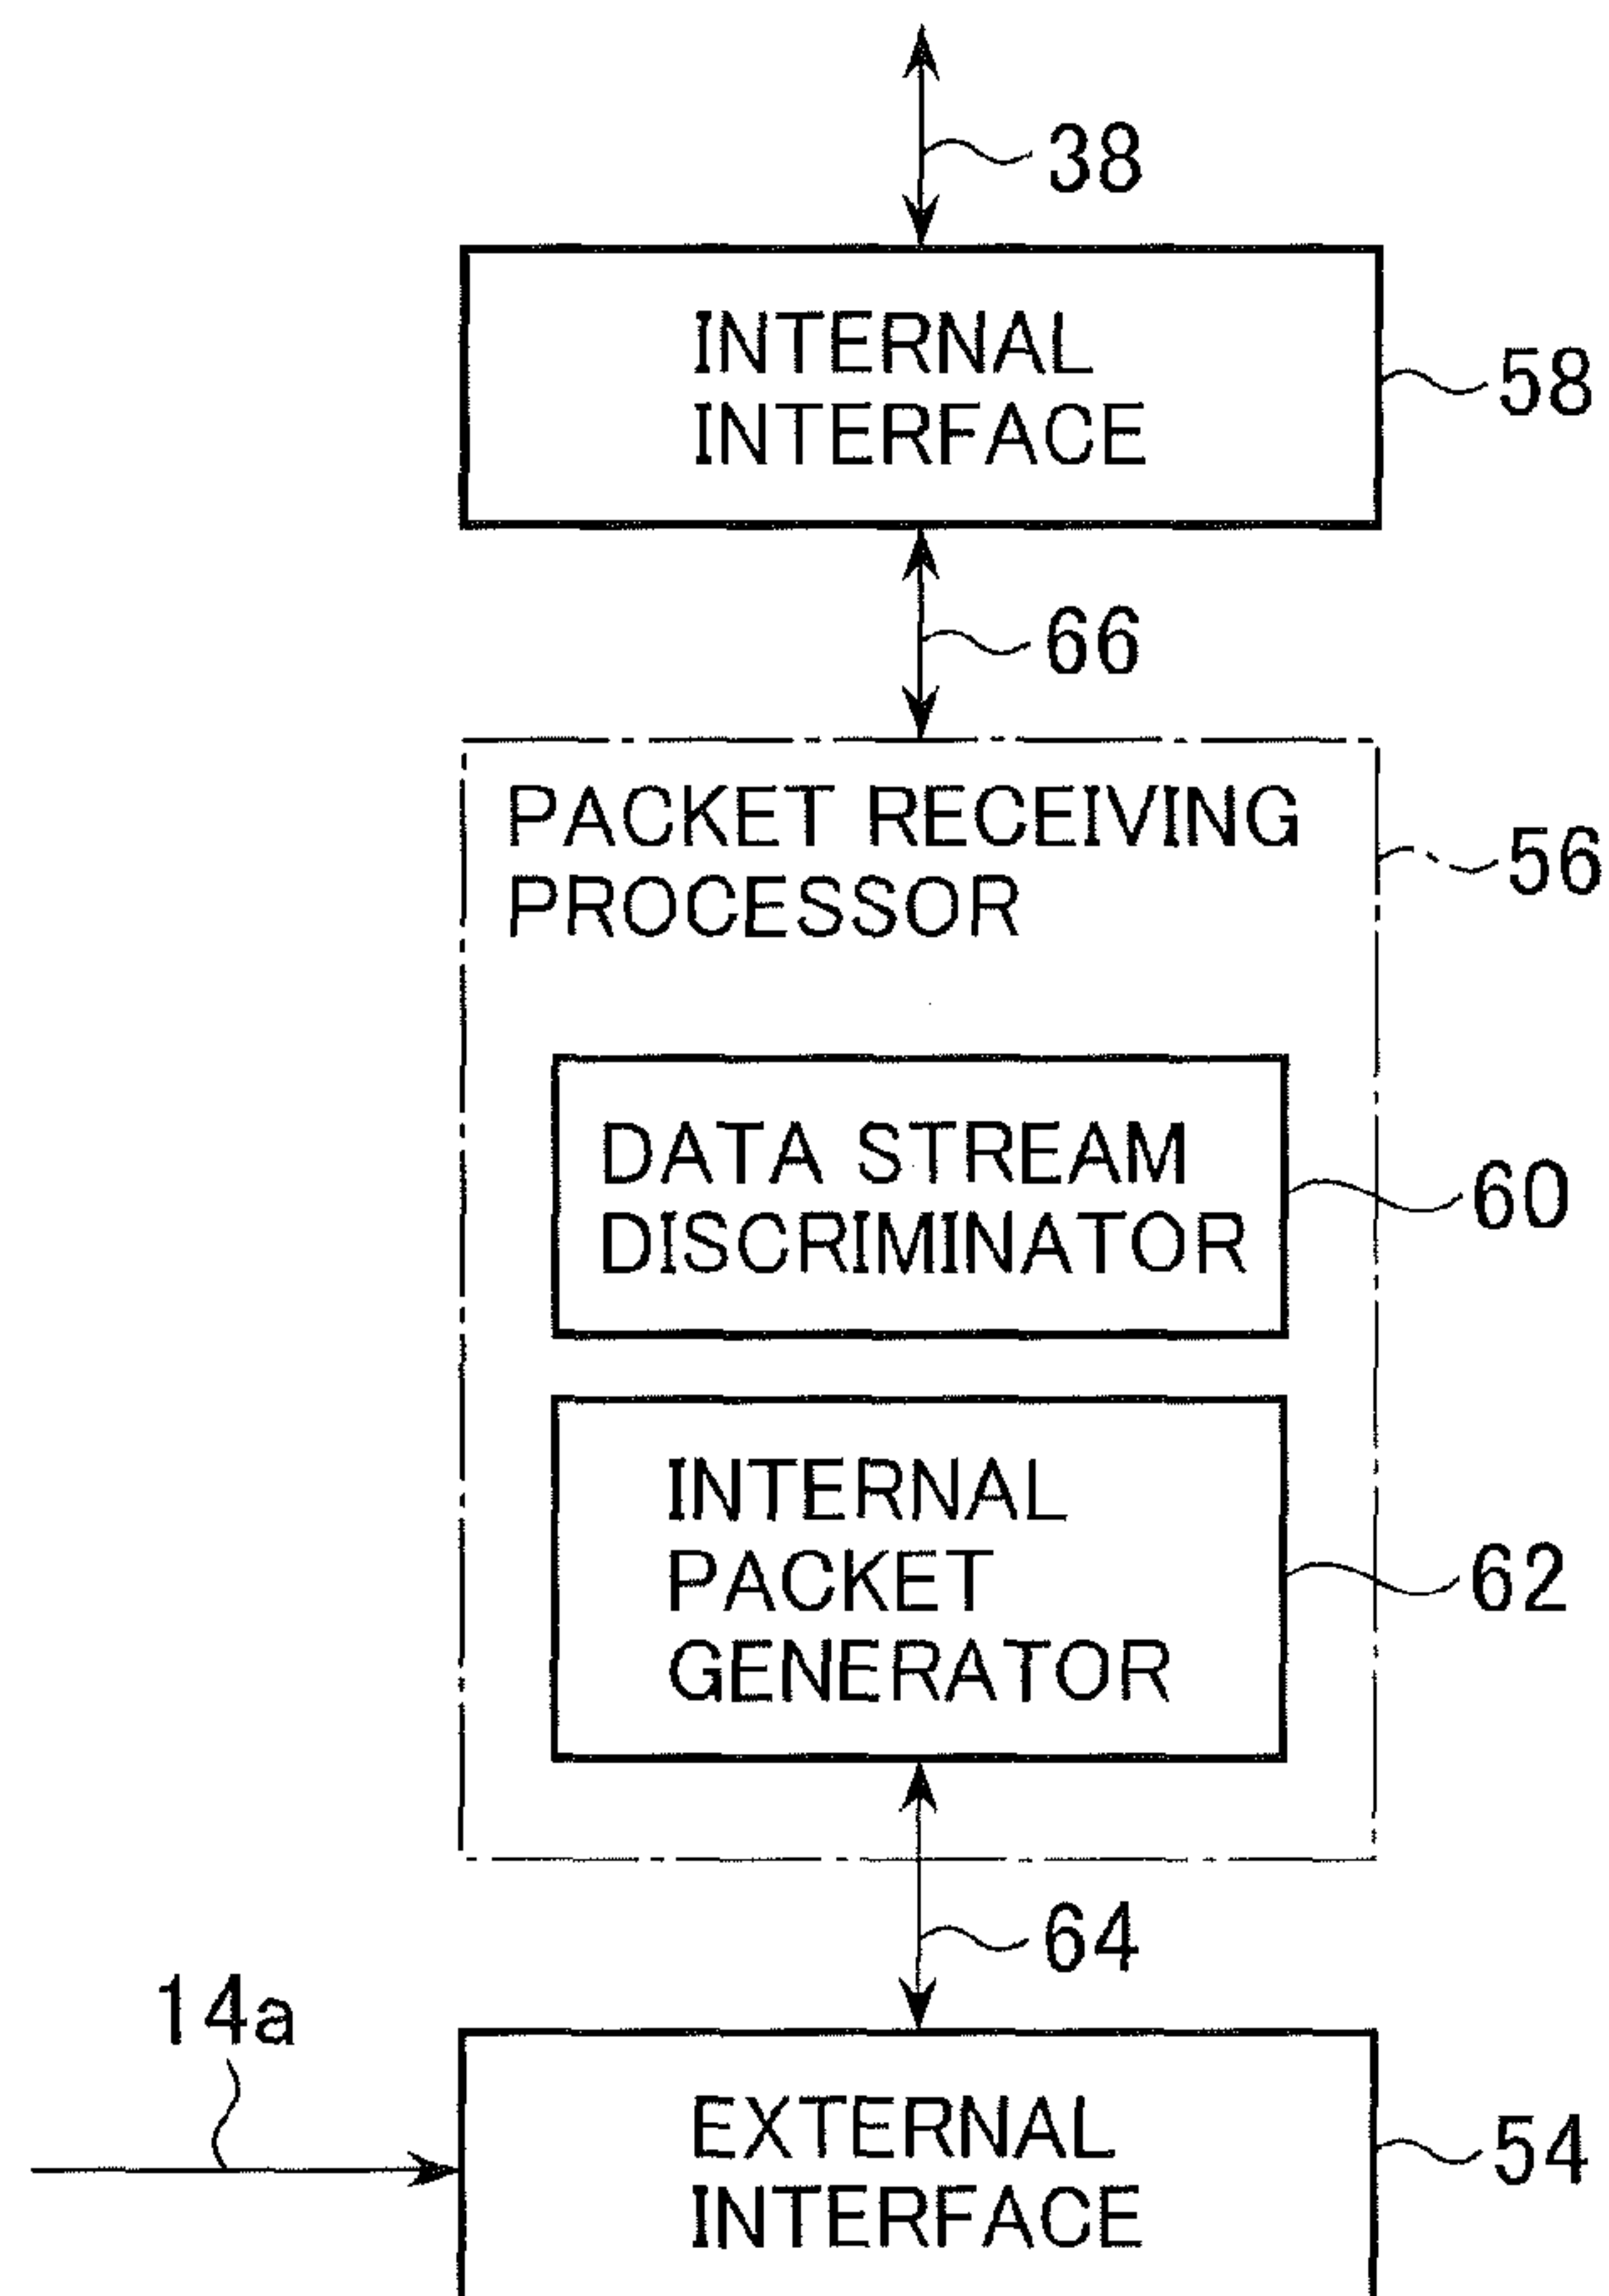 38
INTERNAL
INTERFACE
58
66
PACKET RECEIVING
PROCESSOR
56
DATA STREAM
DISCRIMINATOR
60
INTERNAL
PACKET
GENERATOR
62
64
14a
EXTERNAL
INTERFACE
54